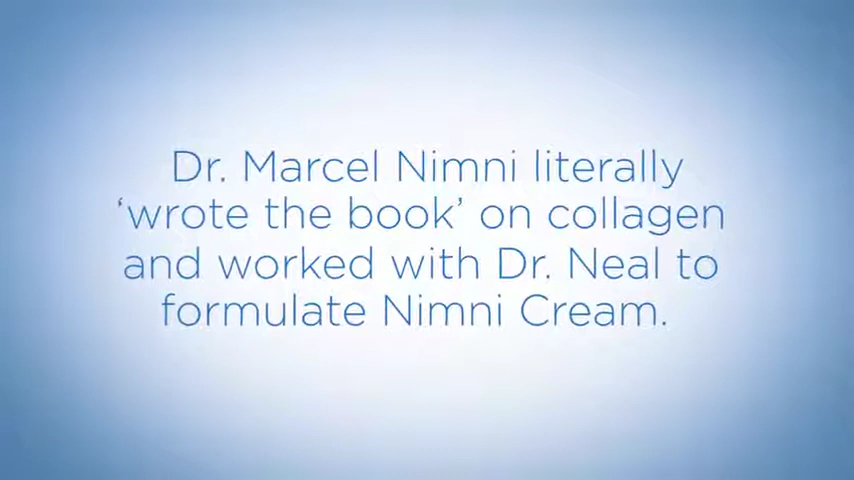 Dr. Marcel Nimni literally
‘wrote the book’ on collagen
and worked with Dr. Neal to
formulate Nimni Cream.